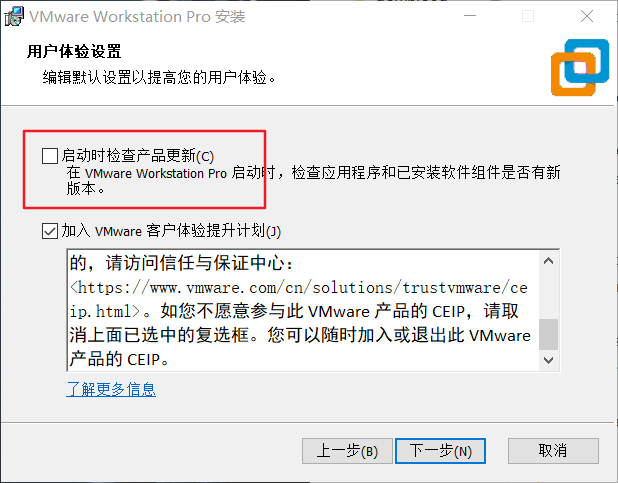 VMware Workstation Pro 安装
用户体验设置
编辑默认设置以提高您的用户体验。
启动时检查产品更新(C)
在 VMware Workstation Pro 启动时，检查应用程序和已安装软件组件是否有新
版本。
加入 VMware 客户体验提升计划(J)
的，请访问信任与保证中心：
<https://www.vmware.com/cn/solutions/trustvmware/ce
ip.html>。如您不愿意参与此 VMware 产品的 CEIP，请取
消上面已选中的复选框。您可以随时加入或退出此 VMware
产品的 CEIP。
了解更多信息
上一步(B) 下一步(N) 取消